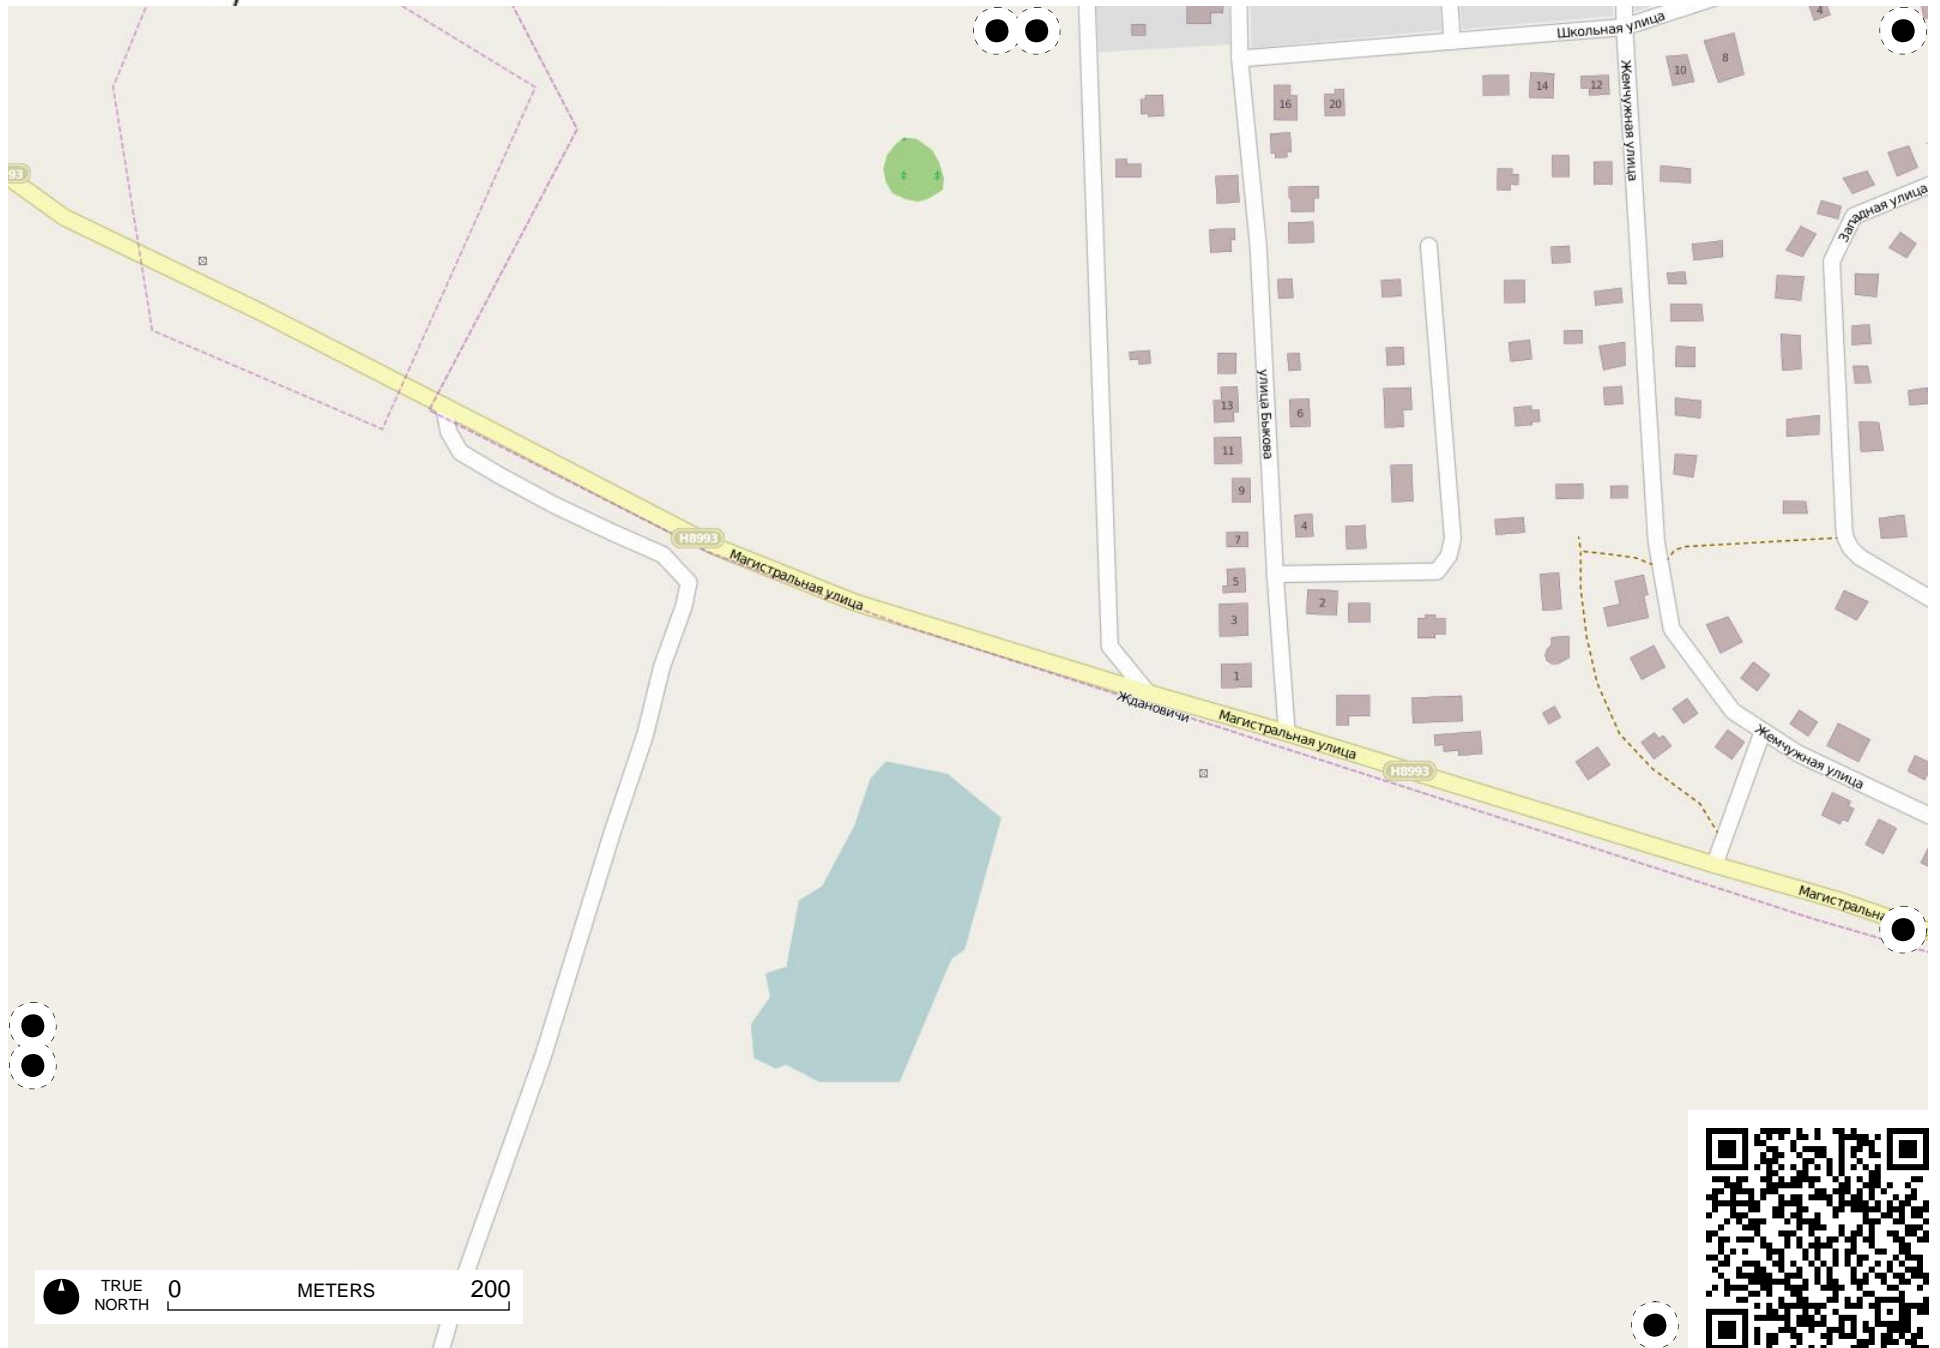 Школьная улица
4
8
10
14
12
16
20
Жемчужная улица
93
Западная улица
улица Быкова
13
6
11
9
4
7
H8993
Магистральная улица
5
2
3
1
Ждановичи
Магистральная улица
H8993
Жемчужная улица
Магистральна
TRUE
NORTH
0
METERS
200